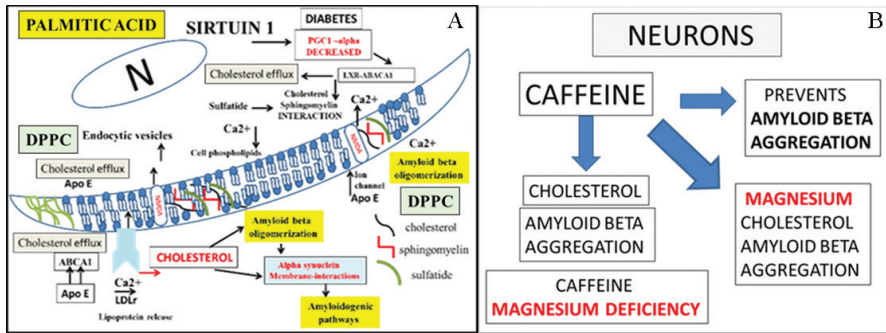 A
PALMITIC ACID
SIRTUIN 1
DIABETES
PGC1 –alpha
DECREASED
N
Cholesterol efflux
LXR-ABACA1
Cholesterol
Sphingomyelin
INTERACTION
Ca2+
Sulfatide
Ca2+
Cell phospholipids
DPPC
Endocytic vesicles
NMDA
Ca2+
Amyloid beta
oligomerization
Cholesterol efflux
Apo E
NMDA
Ion
channel
Apo E
DPPC
cholesterol
sphingomyelin
sulfatide
Cholesterol efflux
ABCA1
Apo E
Ca2+
LDLr
Lipoprotein release
CHOLESTEROL
Amyloid beta
oligomerization
Alpha synuclein
Membrane-interactions
Amyloidogenic
pathways
B
NEURONS
CAFFEINE
PREVENTS
AMYLOID BETA
AGGREGATION
CHOLESTEROL
AMYLOID BETA
AGGREGATION
MAGNESIUM
CHOLESTEROL
AMYLOID BETA
AGGREGATION
CAFFEINE
MAGNESIUM DEFICIENCY